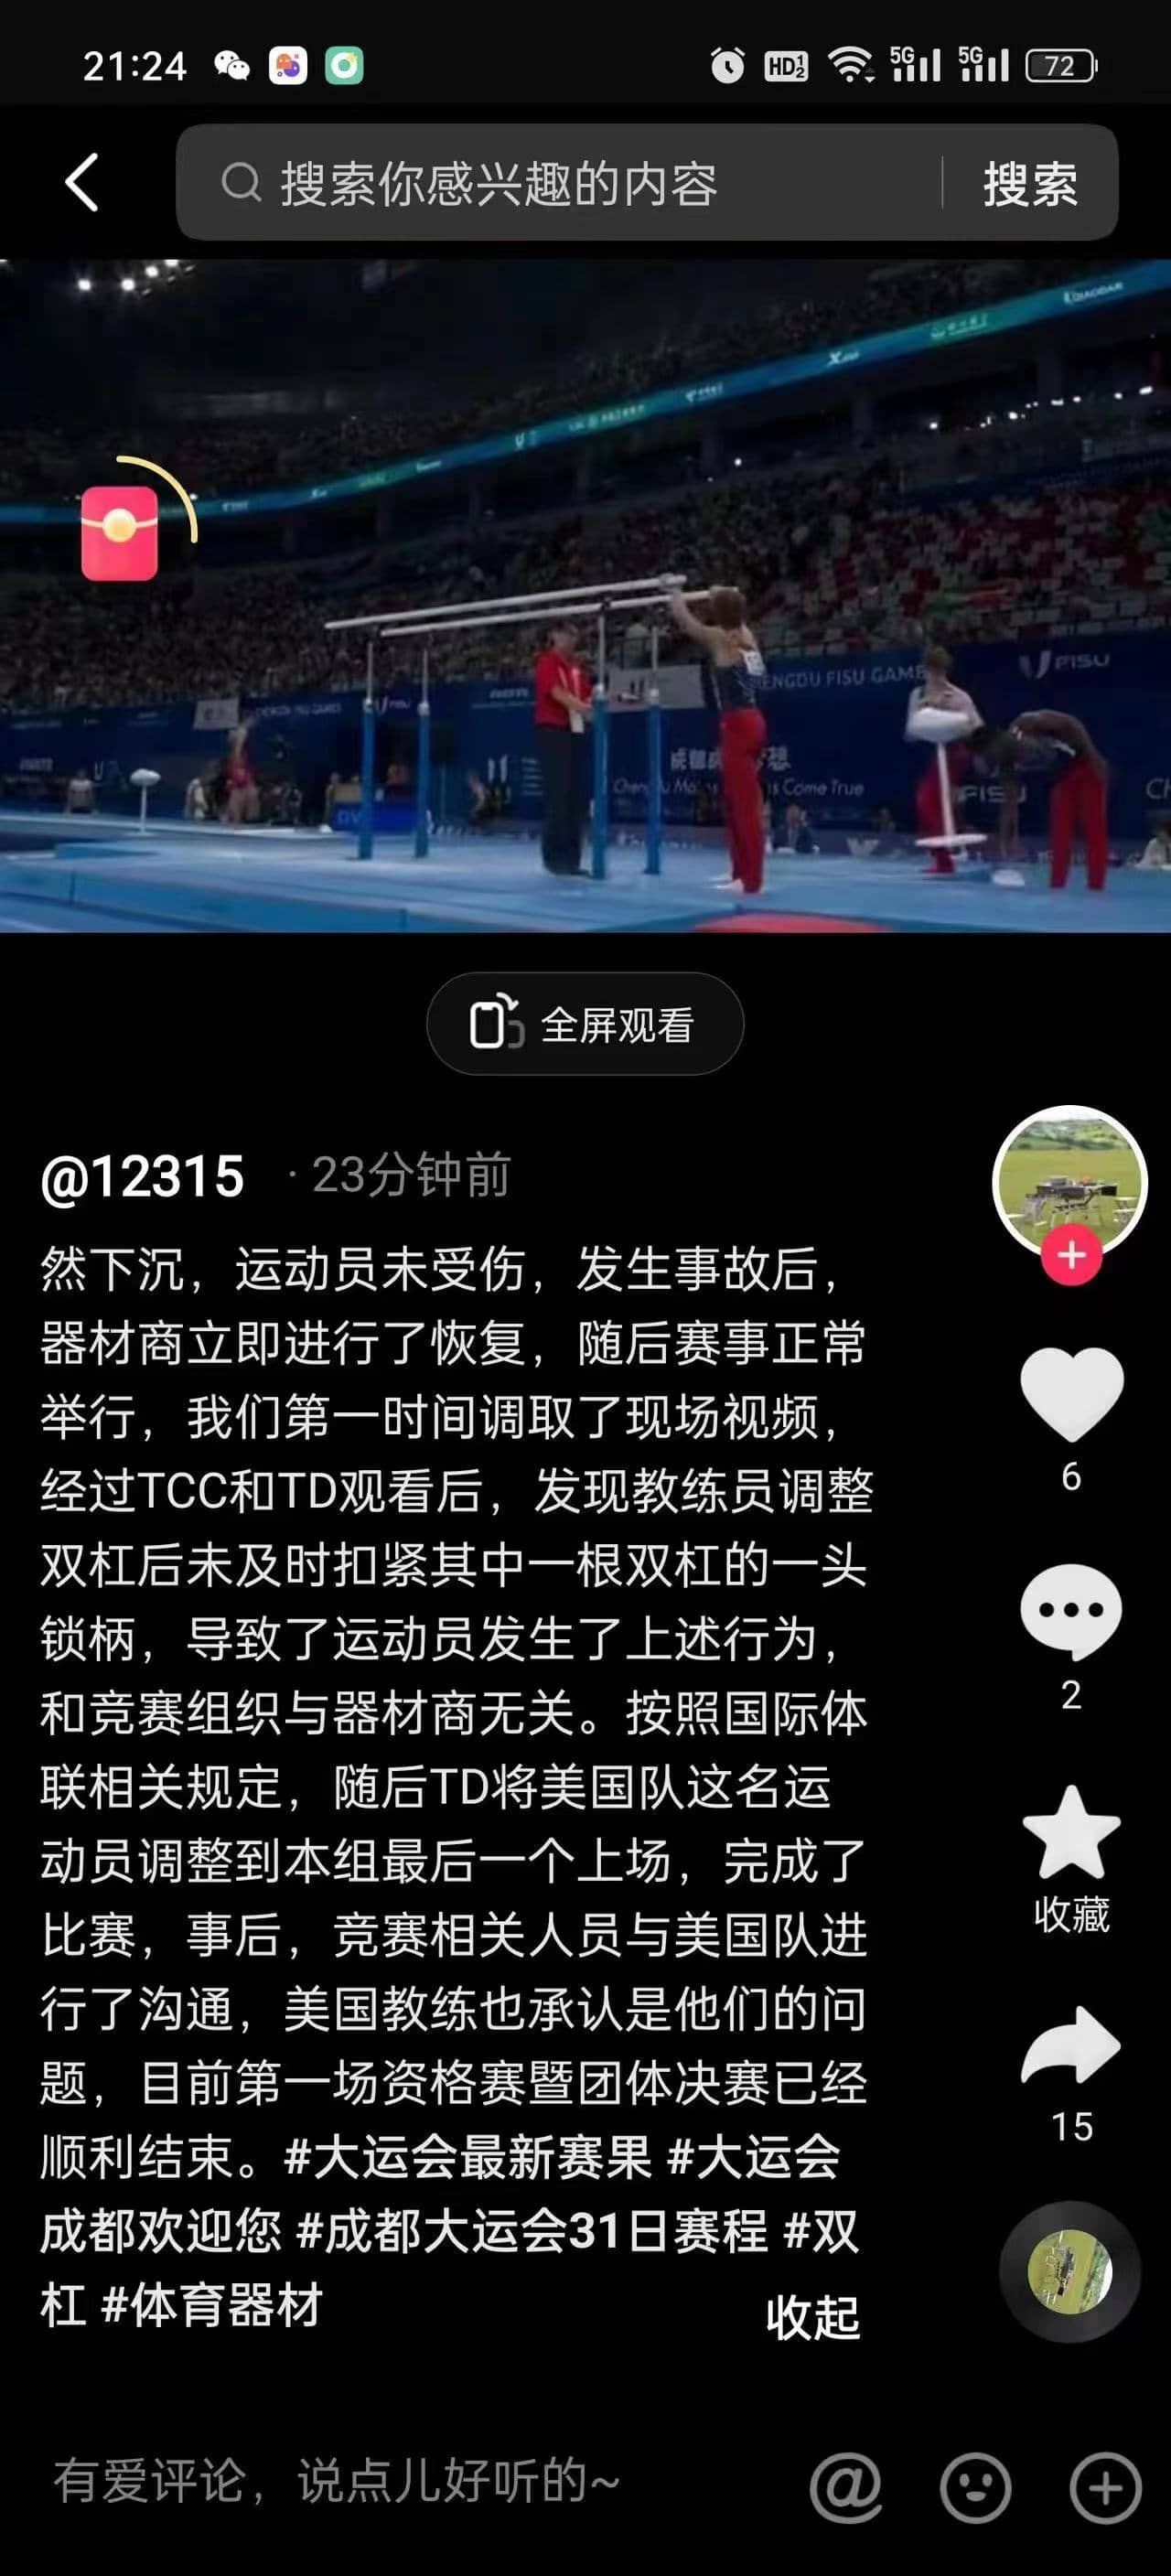 21:24
HD
5G
5G
72
搜索你感兴趣的内容
搜索
QIAODAN
FISU
CHENGDU FISU GAMES
Come True
FISU
全屏观看
@12315 · 23分钟前
然下沉，运动员未受伤，发生事故后，
器材商立即进行了恢复，随后赛事正常
举行，我们第一时间调取了现场视频，
经过TCC和TD观看后，发现教练员调整
双杠后未及时扣紧其中一根双杠的一头
锁柄，导致了运动员发生了上述行为，
和竞赛组织与器材商无关。按照国际体
联相关规定，随后TD将美国队这名运
动员调整到本组最后一个上场，完成了
比赛，事后，竞赛相关人员与美国队进
行了沟通，美国教练也承认是他们的问
题，目前第一场资格赛暨团体决赛已经
顺利结束。#大运会最新赛果 #大运会
成都欢迎您 #成都大运会31日赛程 #双
杠 #体育器材
收起
6
2
收藏
15
有爱评论，说点儿好听的~